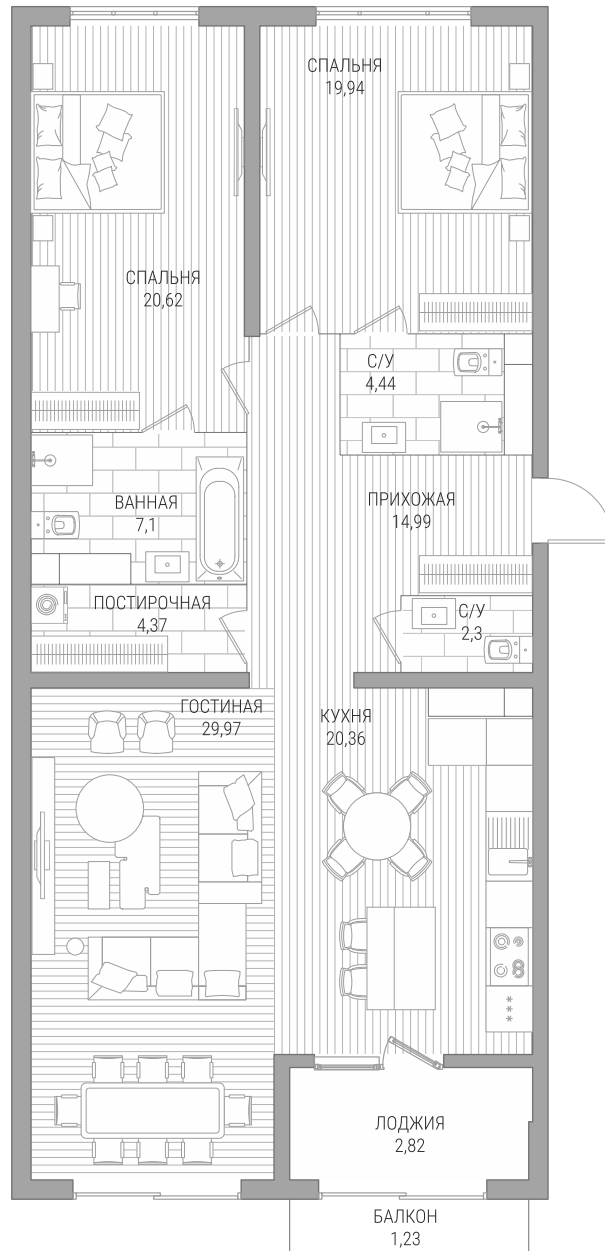 СПАЛЬНЯ
19,94
СПАЛЬНЯ
20,62
С/У
4,44
ПРИХОЖАЯ
14,99
ВАННАЯ
7,1
ПОСТИРОЧНАЯ
4,37
С/У
2,3
ГОСТИНАЯ
29,97
КУХНЯ
20,36
ЛОДЖИЯ
2,82
БАЛКОН
1,23